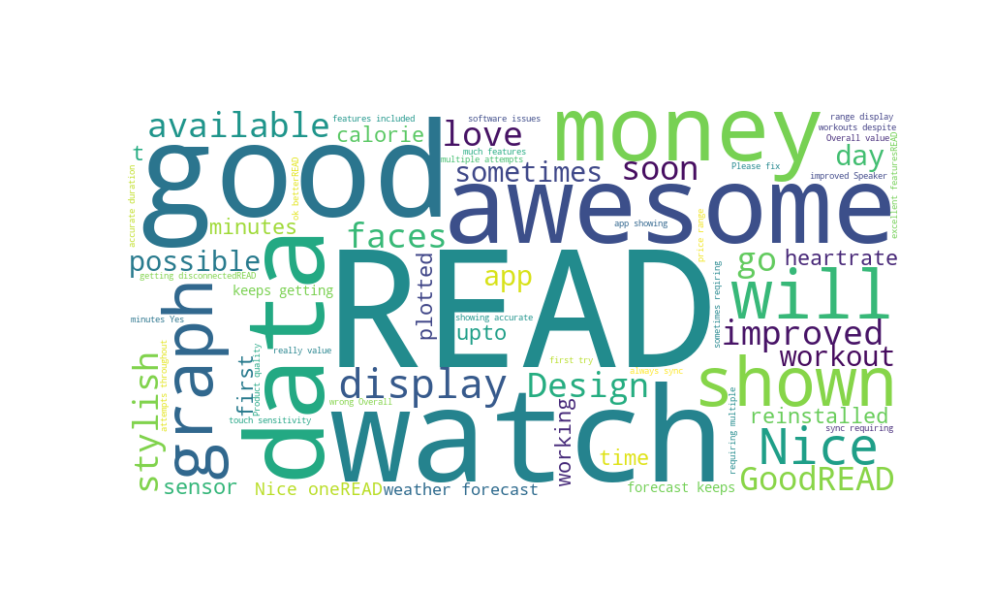 features included
software issues
range display
available
calorie
love
workouts despite
Overall value
t
good
much features
multiple attempts
money
Please fix
day
sometimes
soon
improved Speaker
accurate duration
ok betterREAD
awesome
excellent featuresREAD
minutes
faces
app showing
price range
possible
getting disconnectedREAD
keeps getting
data
plotted
app
go
heartrate
READ
will
minutes Yes
graph
showing accurate
upto
sometimes reqiring
improved
really value
first
Product quality
first try
always sync
workout
stylish
attempts throughout
display
Design
shown
wrong Overall
touch sensitivity
watch
working
requiring multiple
reinstalled
sync requiring
Nice
time
sensor
Nice oneREAD
weather forecast
forecast keeps
GoodREAD